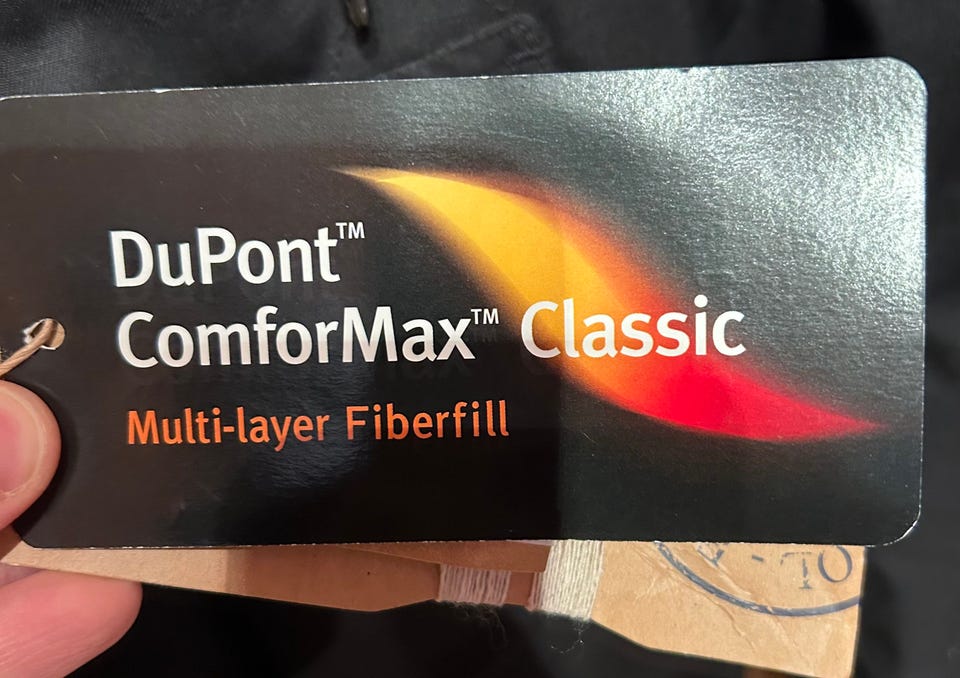 DuPont™
ComforMax™ Classic
Multi-layer Fiberfill